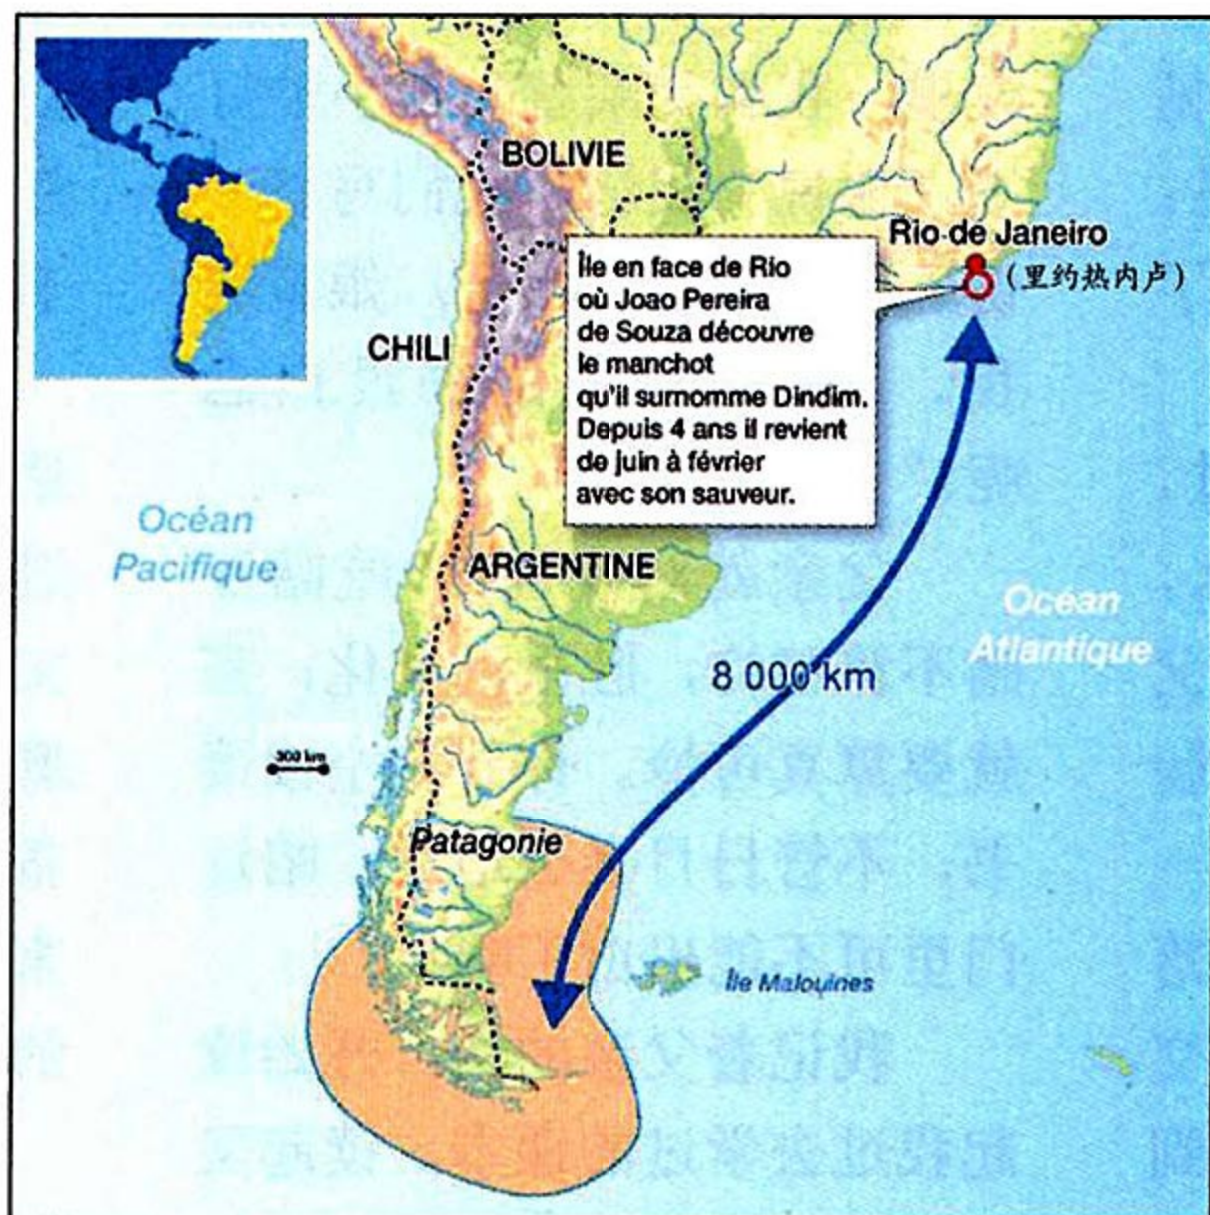 BOLIVIE
Rio de Janeiro
(里约热内卢)
Île en face de Rio
où Joao Pereira
de Souza découvre
le manchot
qu'il surnomme Dindim.
Depuis 4 ans il revient
de juin à février
avec son sauveur.
CHILI
Océan
Pacifique
ARGENTINE
Océan
Atlantique
8 000 km
300 km
Patagonie
Île Malouines